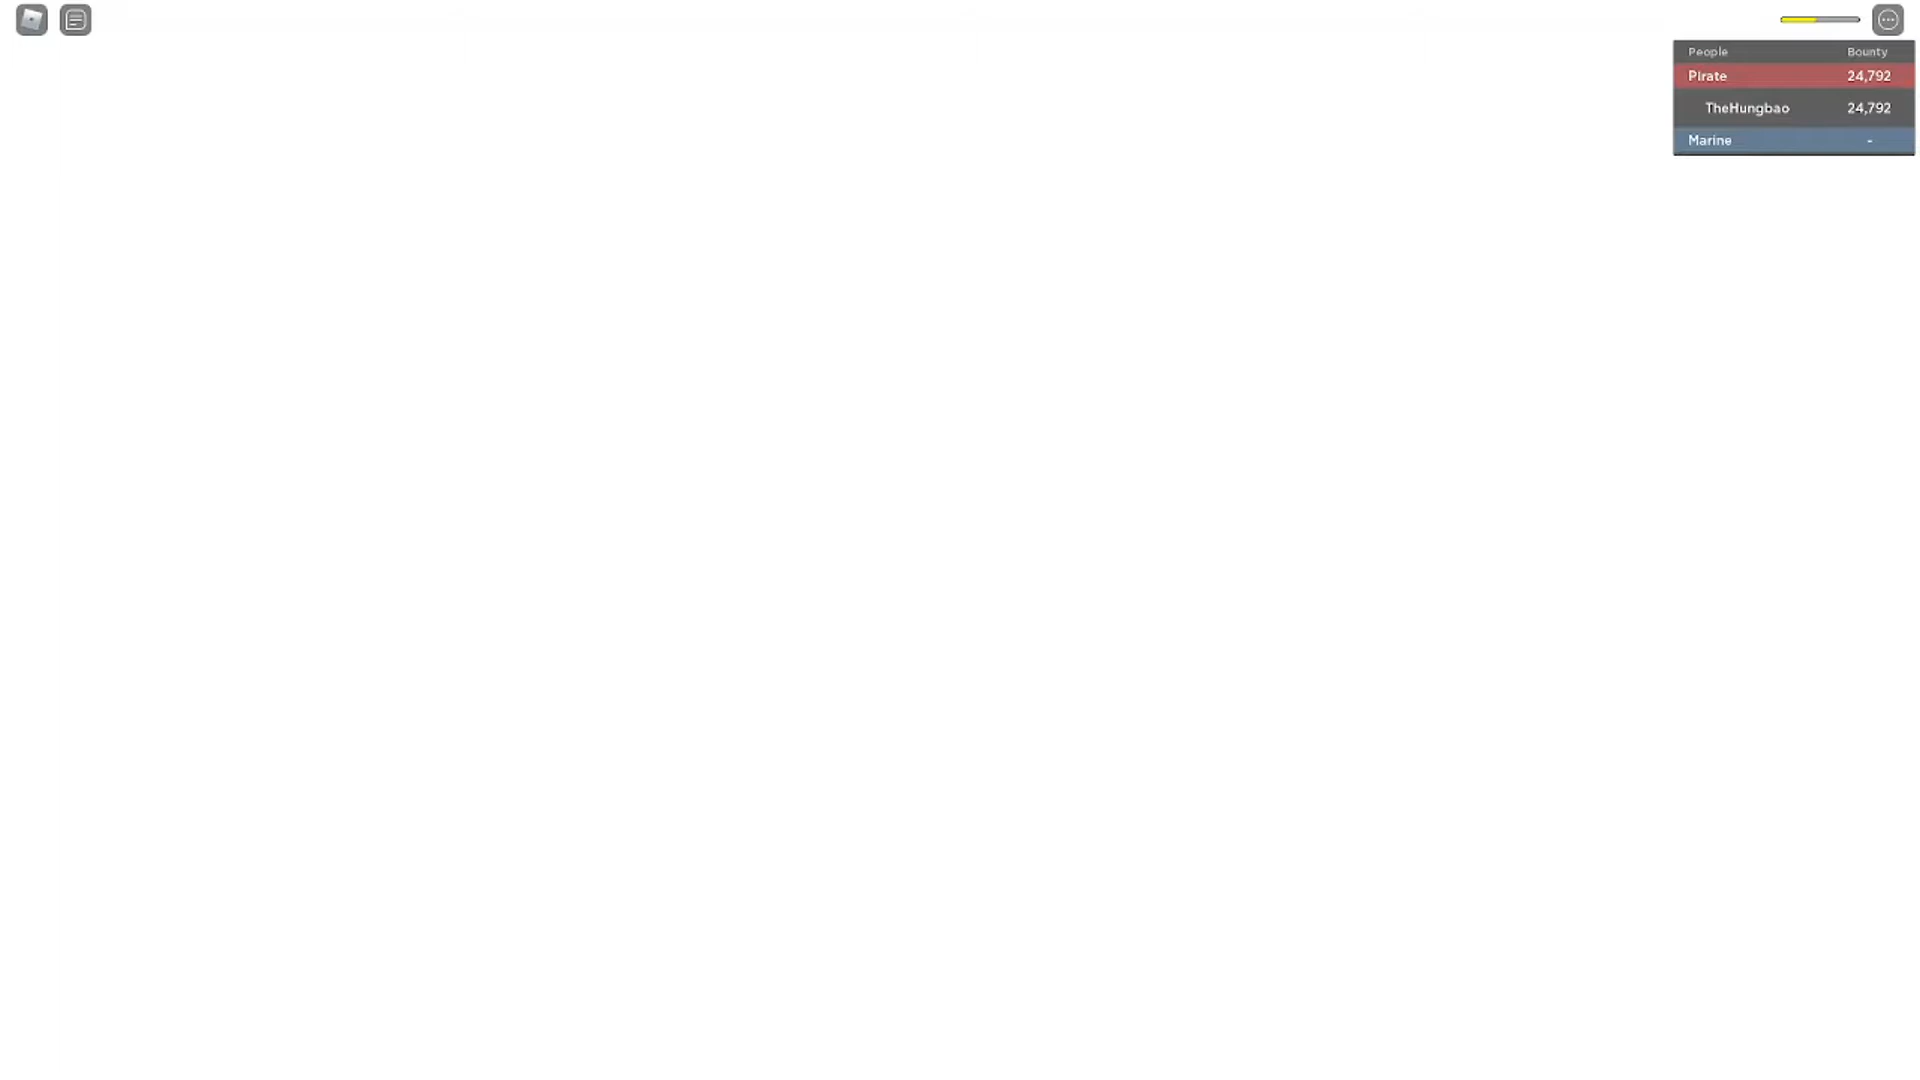 People Bounty
Pirate 24,792
TheHungbao 24,792
Marine -